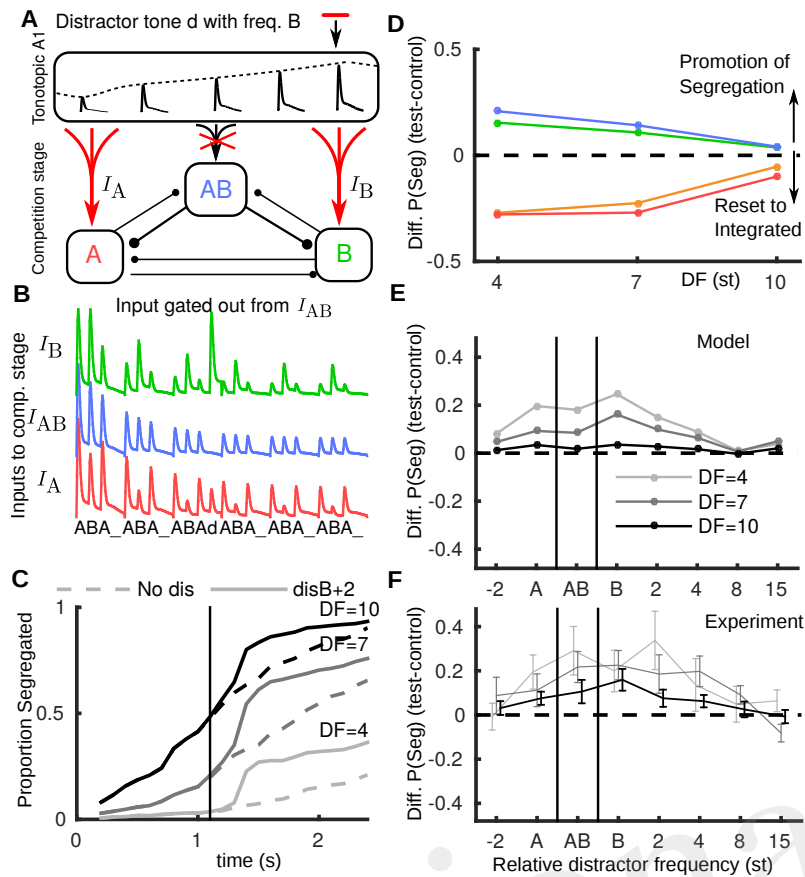 A
Distractor tone d with freq. B
Tonotopic A1
Competition stage
I_A
I_B
AB
A
B
B
Input gated out from I_AB
Inputs to comp. stage
I_B
I_AB
I_A
ABA_ ABA_ ABAd ABA_ ABA_ ABA_
C
No dis
disB+2
Proportion Segregated
1
0.5
0
DF=10
DF=7
DF=4
0
1
2
time (s)
D
Diff. P(Seg) (test-control)
0.5
0
-0.5
Promotion of
Segregation
Reset to
Integrated
4
7
10
DF (st)
E
Model
Diff. P(Seg) (test-control)
0.4
0.2
0
-0.2
-0.4
DF=4
DF=7
DF=10
-2 A AB B 2 4 8 15
F
Experiment
Diff. P(Seg) (test-control)
0.4
0.2
0
-0.2
-0.4
-2 A AB B 2 4 8 15
Relative distractor frequency (st)